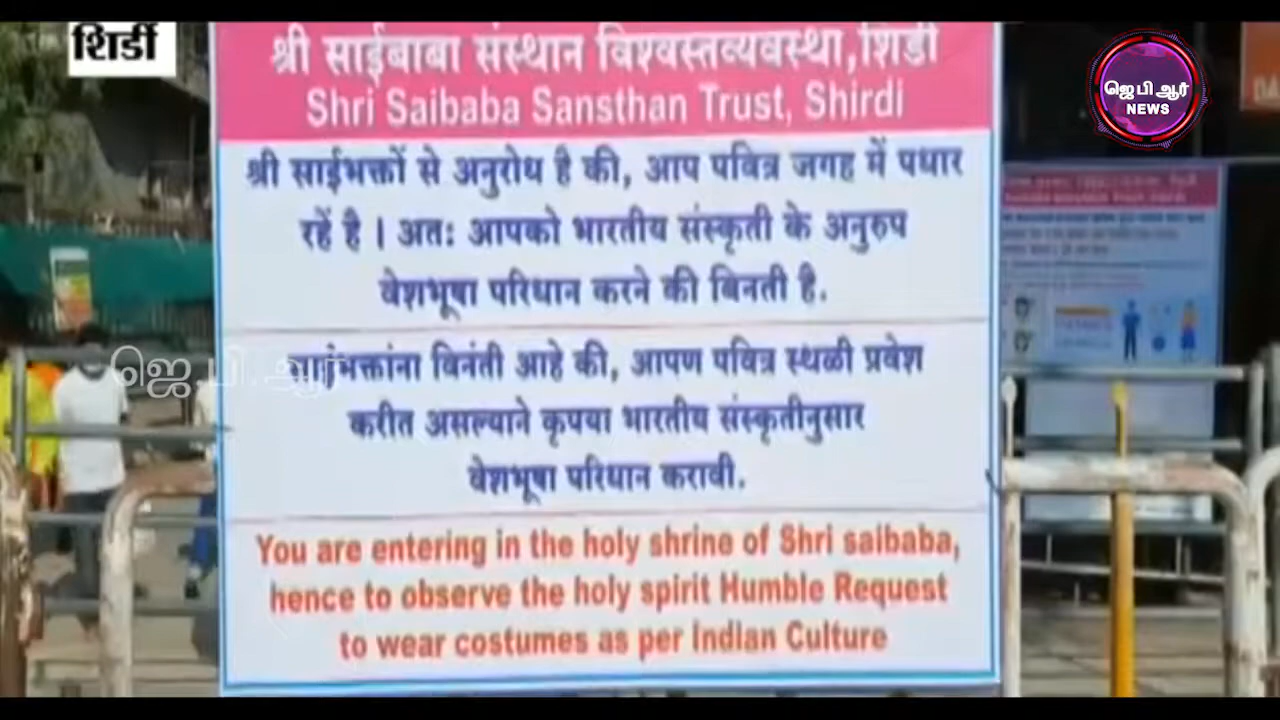 शिर्डी
ஜெ பி ஆர்
NEWS
श्री साईबाबा संस्थान विश्वस्तव्यवस्था,शिर्डी
Shri Saibaba Sansthan Trust, Shirdi
श्री साईभक्तों से अनुरोध है की, आप पवित्र जगह में पधार
रहें है । अतः आपको भारतीय संस्कृती के अनुरुप
वेशभूषा परिधान करने की बिनती है.
ஜெ.பி.ஆர்
साईभक्तांना विनंती आहे की, आपण पवित्र स्थळी प्रवेश
करीत असल्याने कृपया भारतीय संस्कृतीनुसार
वेशभूषा परिधान करावी.
You are entering in the holy shrine of Shri saibaba,
hence to observe the holy spirit Humble Request
to wear costumes as per Indian Culture